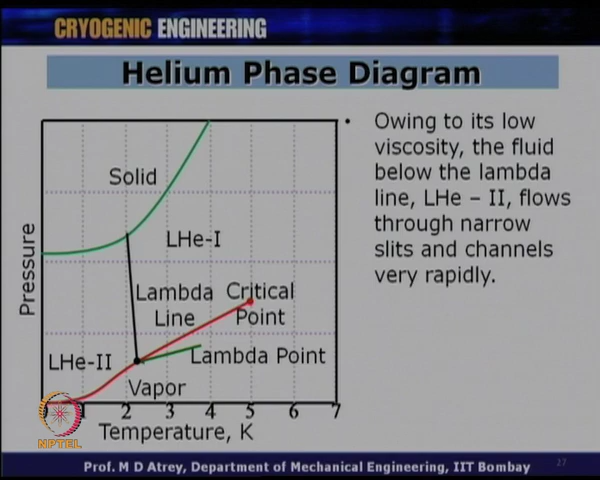 CRYOGENIC ENGINEERING
Helium Phase Diagram
Solid
LHe-I
Lambda Line
Critical Point
LHe-II
Lambda Point
Vapor
Pressure
0 1 2 3 4 5 6 7
Temperature, K
• Owing to its low
viscosity, the fluid
below the lambda
line, LHe – II, flows
through narrow
slits and channels
very rapidly.
NPTEL
Prof. M D Atrey, Department of Mechanical Engineering, IIT Bombay
27